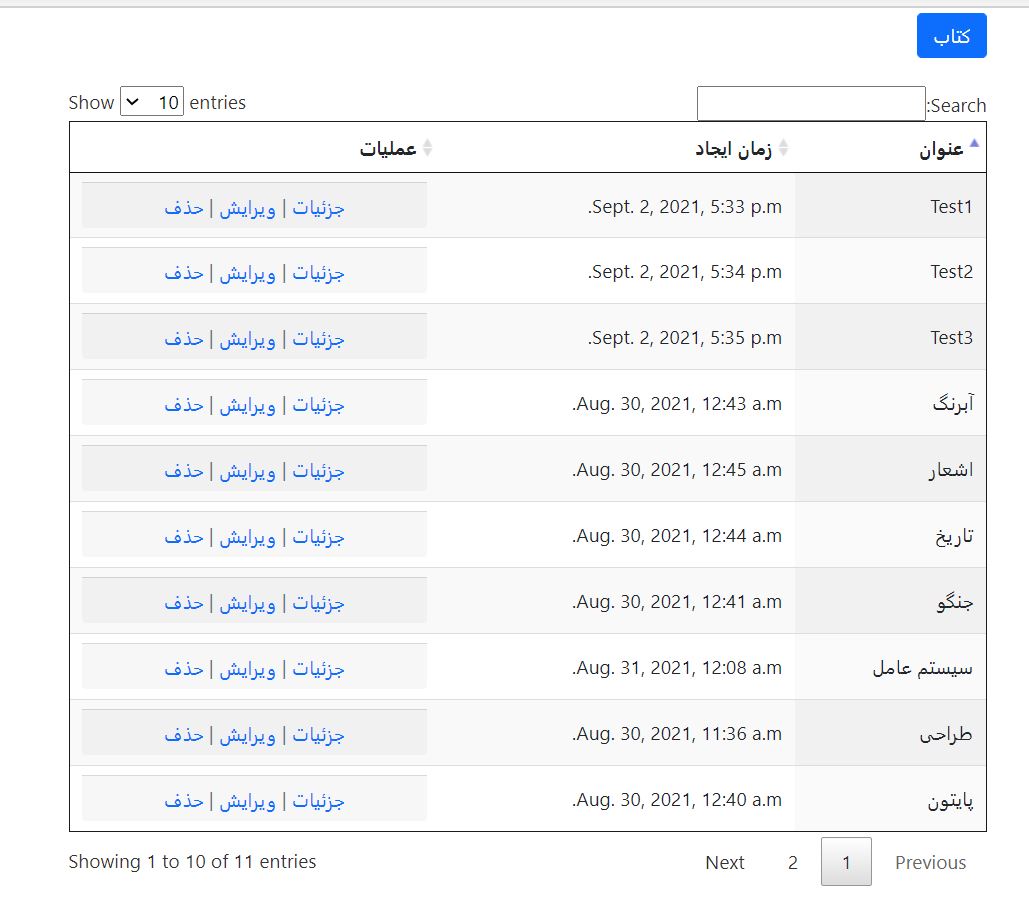 کتاب
Show 10 entries
:Search
عنوان زمان ایجاد عملیات
Test1 .Sept. 2, 2021, 5:33 p.m جزئیات | ویرایش | حذف
Test2 .Sept. 2, 2021, 5:34 p.m جزئیات | ویرایش | حذف
Test3 .Sept. 2, 2021, 5:35 p.m جزئیات | ویرایش | حذف
آبرنگ .Aug. 30, 2021, 12:43 a.m جزئیات | ویرایش | حذف
اشعار .Aug. 30, 2021, 12:45 a.m جزئیات | ویرایش | حذف
تاریخ .Aug. 30, 2021, 12:44 a.m جزئیات | ویرایش | حذف
جنگو .Aug. 30, 2021, 12:41 a.m جزئیات | ویرایش | حذف
سیستم عامل .Aug. 31, 2021, 12:08 a.m جزئیات | ویرایش | حذف
طراحی .Aug. 30, 2021, 11:36 a.m جزئیات | ویرایش | حذف
پایتون .Aug. 30, 2021, 12:40 a.m جزئیات | ویرایش | حذف
Showing 1 to 10 of 11 entries
Previous 1 2 Next